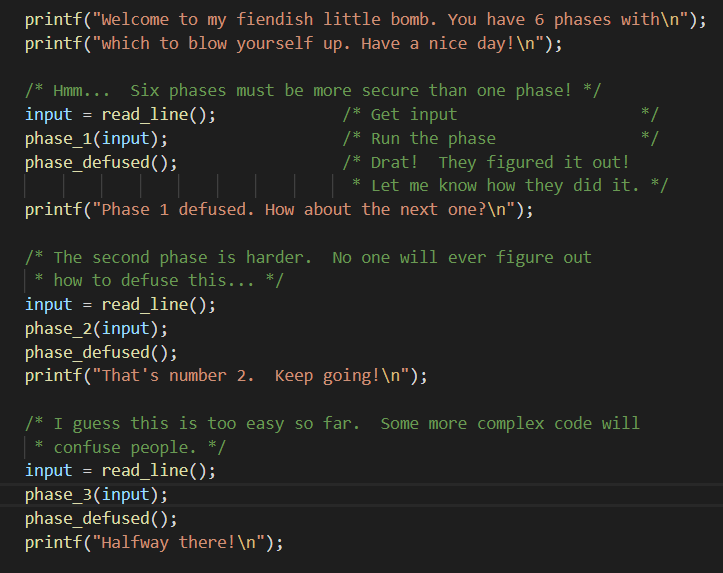 printf("Welcome to my fiendish little bomb. You have 6 phases with\n");
printf("which to blow yourself up. Have a nice day!\n");
/* Hmm...  Six phases must be more secure than one phase! */
input = read_line();             /* Get input                   */
phase_1(input);                  /* Run the phase               */
phase_defused();                 /* Drat!  They figured it out!
                                  * Let me know how they did it. */
printf("Phase 1 defused. How about the next one?\n");
/* The second phase is harder.  No one will ever figure out
 * how to defuse this... */
input = read_line();
phase_2(input);
phase_defused();
printf("That's number 2.  Keep going!\n");
/* I guess this is too easy so far.  Some more complex code will
 * confuse people. */
input = read_line();
phase_3(input);
phase_defused();
printf("Halfway there!\n");